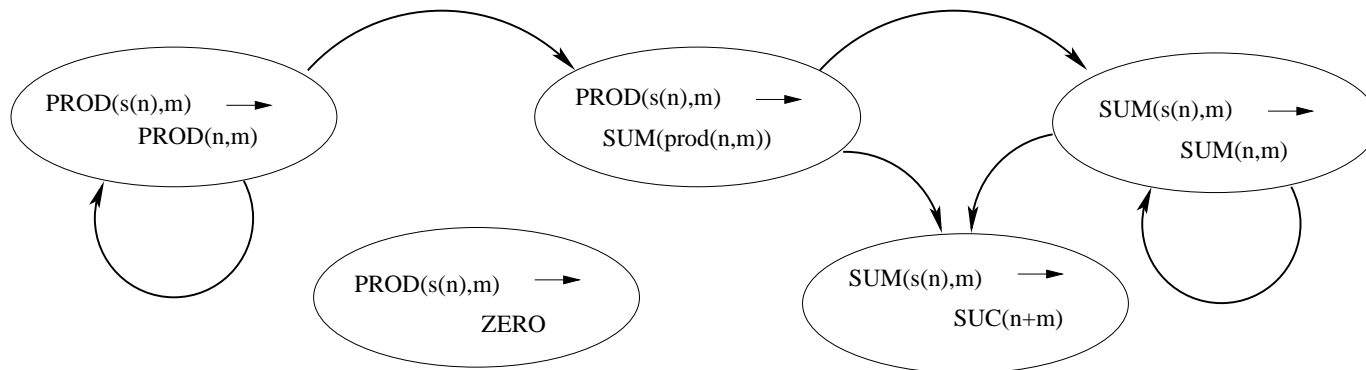 PROD(s(n),m) →
PROD(n,m)
PROD(s(n),m) →
SUM(prod(n,m))
SUM(s(n),m) →
SUM(n,m)
PROD(s(n),m) →
ZERO
SUM(s(n),m) →
SUC(n+m)